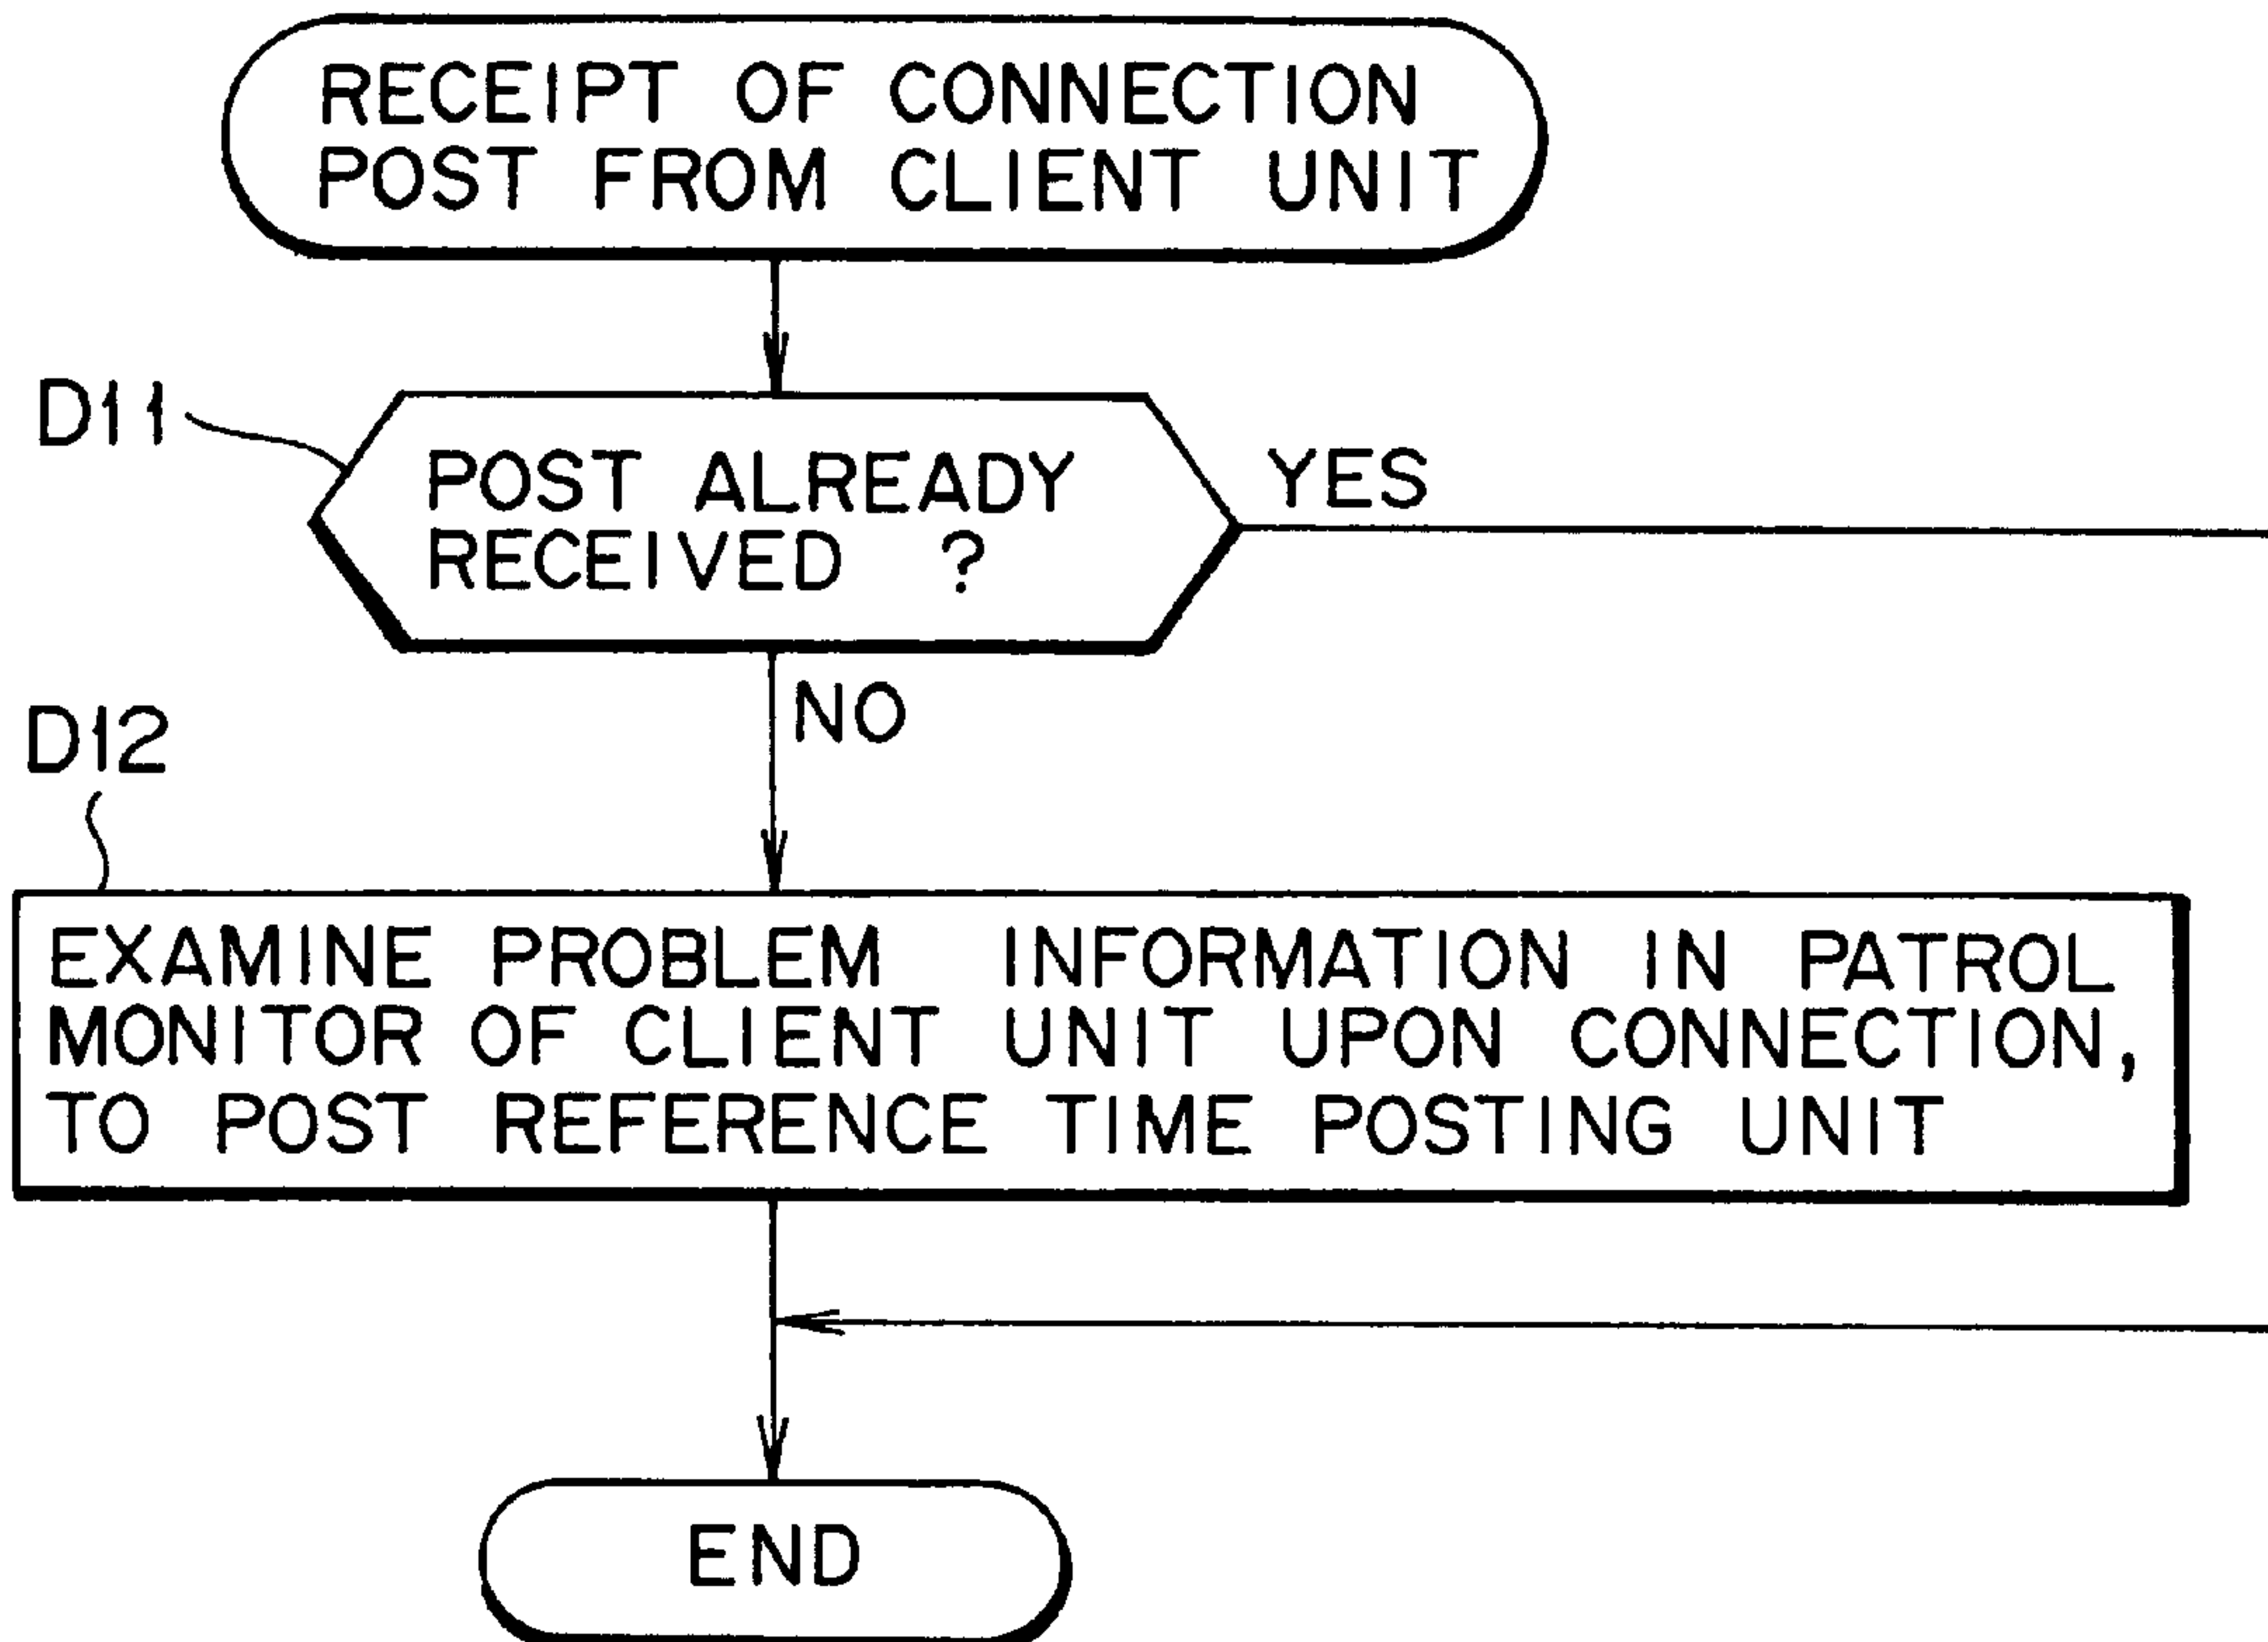 RECEIPT OF CONNECTION
POST FROM CLIENT UNIT
D11
POST ALREADY
RECEIVED ?
YES
NO
D12
EXAMINE PROBLEM INFORMATION IN PATROL
MONITOR OF CLIENT UNIT UPON CONNECTION,
TO POST REFERENCE TIME POSTING UNIT
END